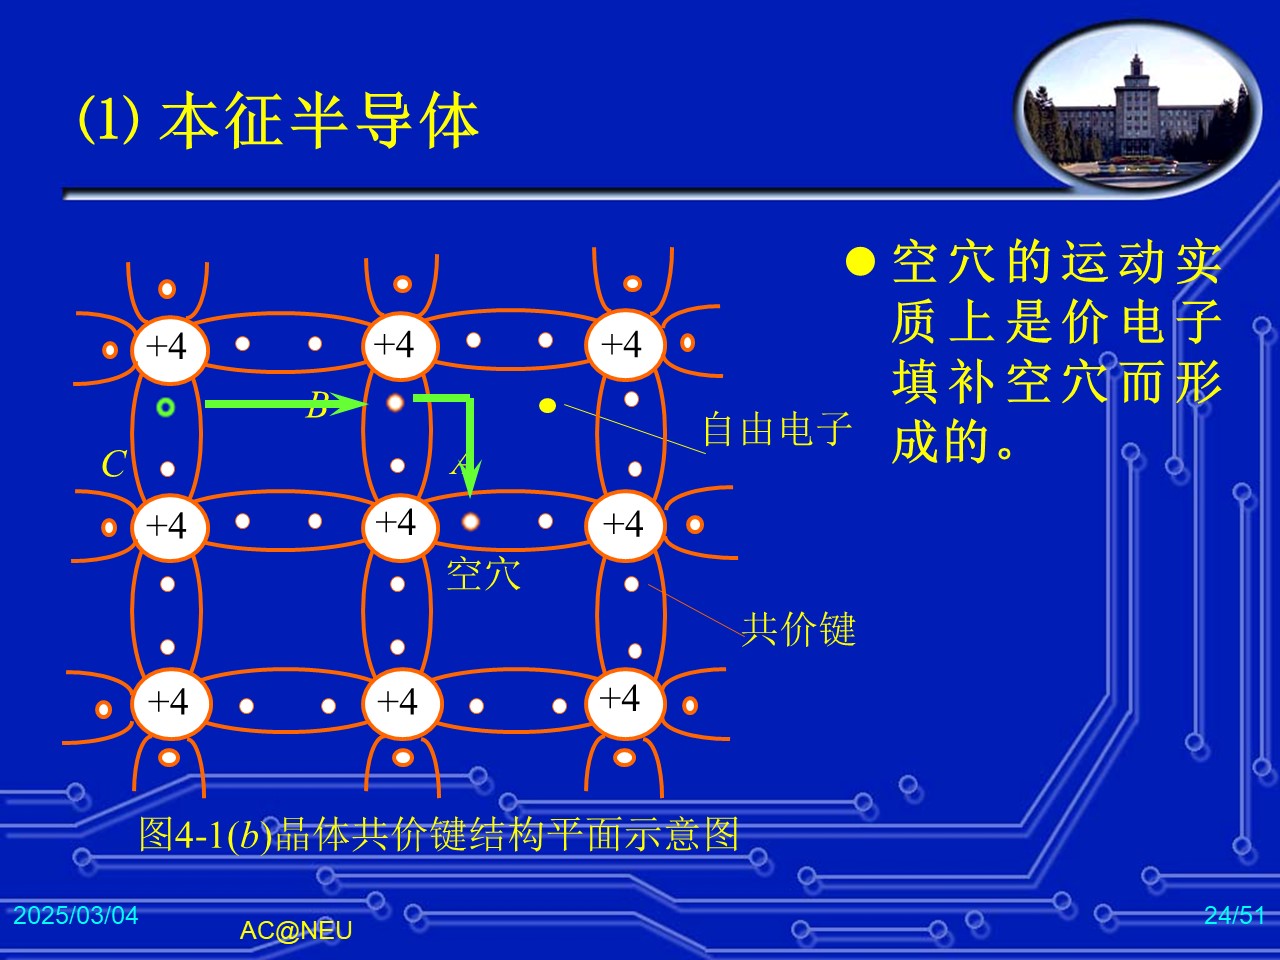 (1) 本征半导体
空穴的运动实
质上是价电子
填补空穴而形
成的。
+4
+4
+4
B
自由电子
C
A
+4
+4
+4
空穴
共价键
+4
+4
+4
图4-1(b)晶体共价键结构平面示意图
2025/03/04
AC@NEU
24/51